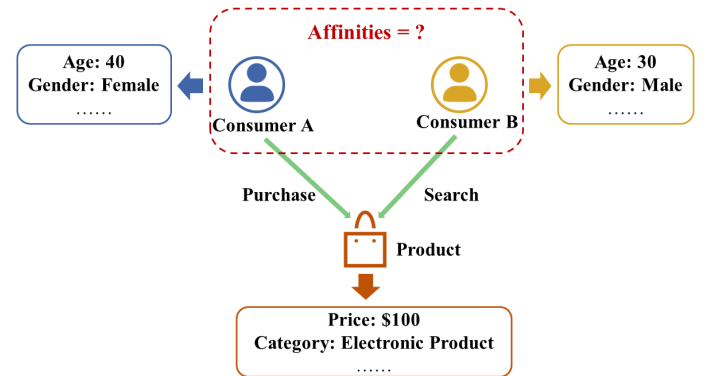 Affinities = ?
Age: 40
Gender: Female
......
Consumer A
Consumer B
Age: 30
Gender: Male
......
Purchase
Search
Product
Price: $100
Category: Electronic Product
......